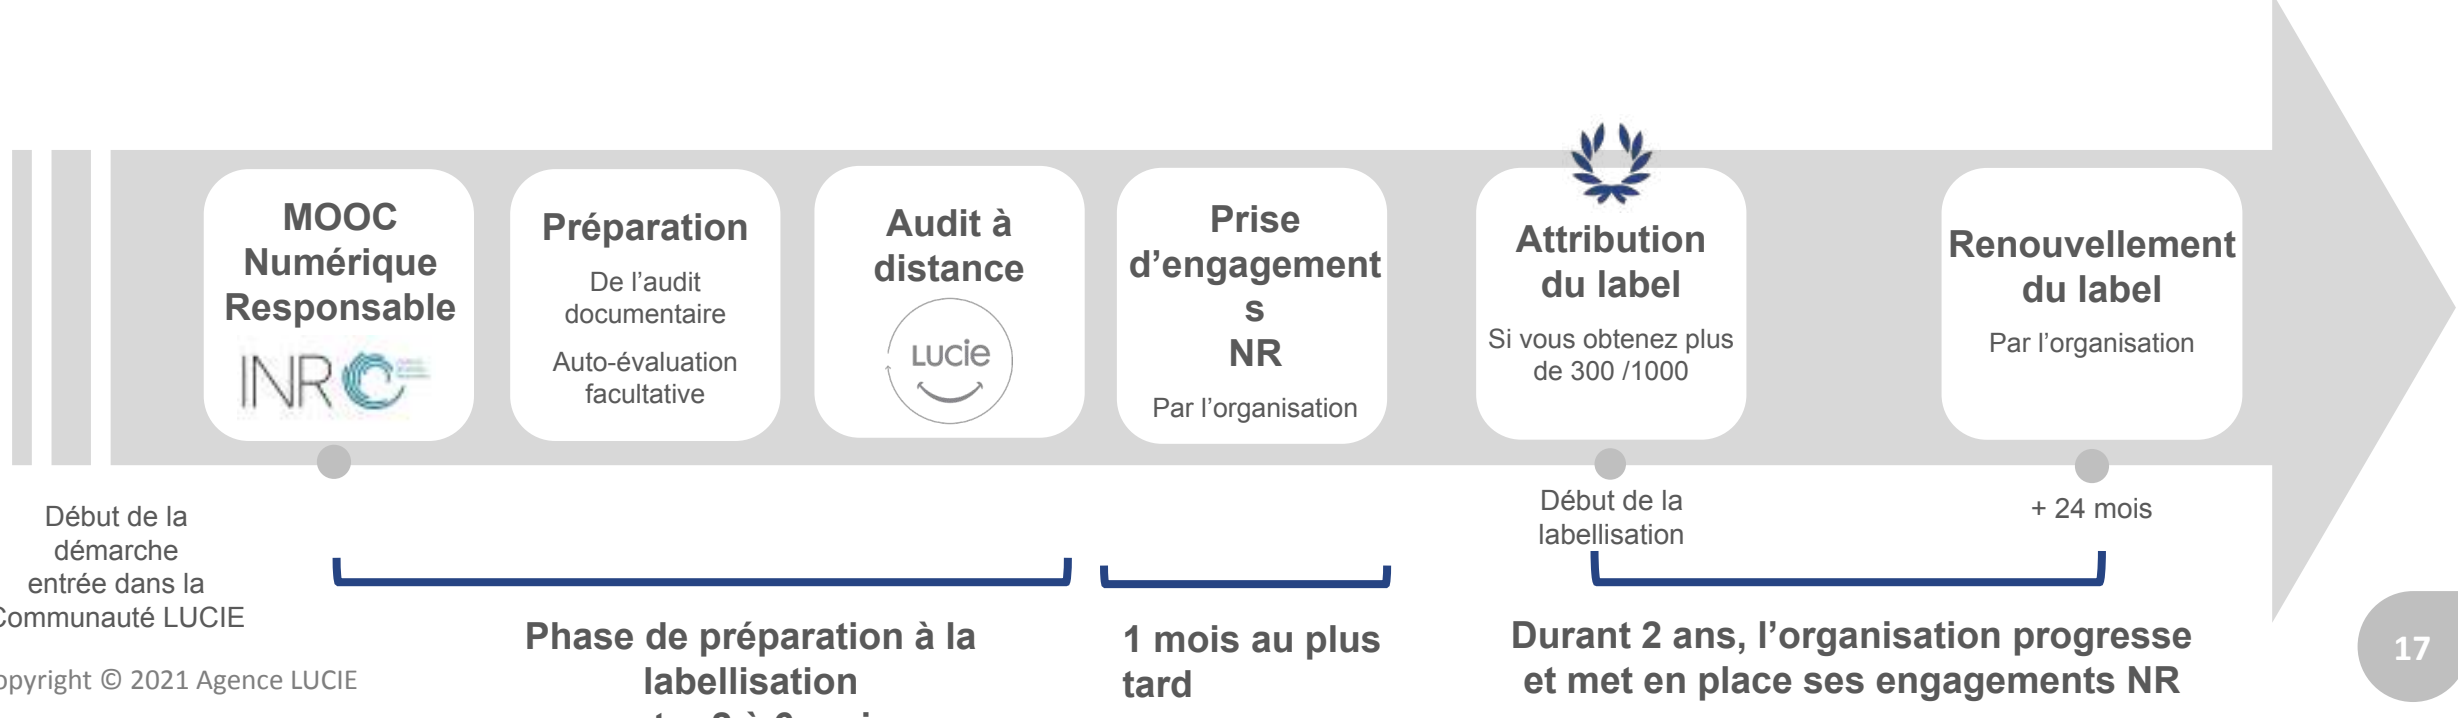 MOOC
Numérique
Responsable
INR
Préparation
De l’audit
documentaire
Auto-évaluation
facultative
Audit à
distance
LUCIE
Prise
d’engagement
s
NR
Par l’organisation
Attribution
du label
Si vous obtenez plus
de 300 /1000
Renouvellement
du label
Par l’organisation
Début de la
démarche
entrée dans la
Communauté LUCIE
Début de la
labellisation
+ 24 mois
Phase de préparation à la
labellisation
1 mois au plus
tard
Durant 2 ans, l’organisation progresse
et met en place ses engagements NR
opyright © 2021 Agence LUCIE
17